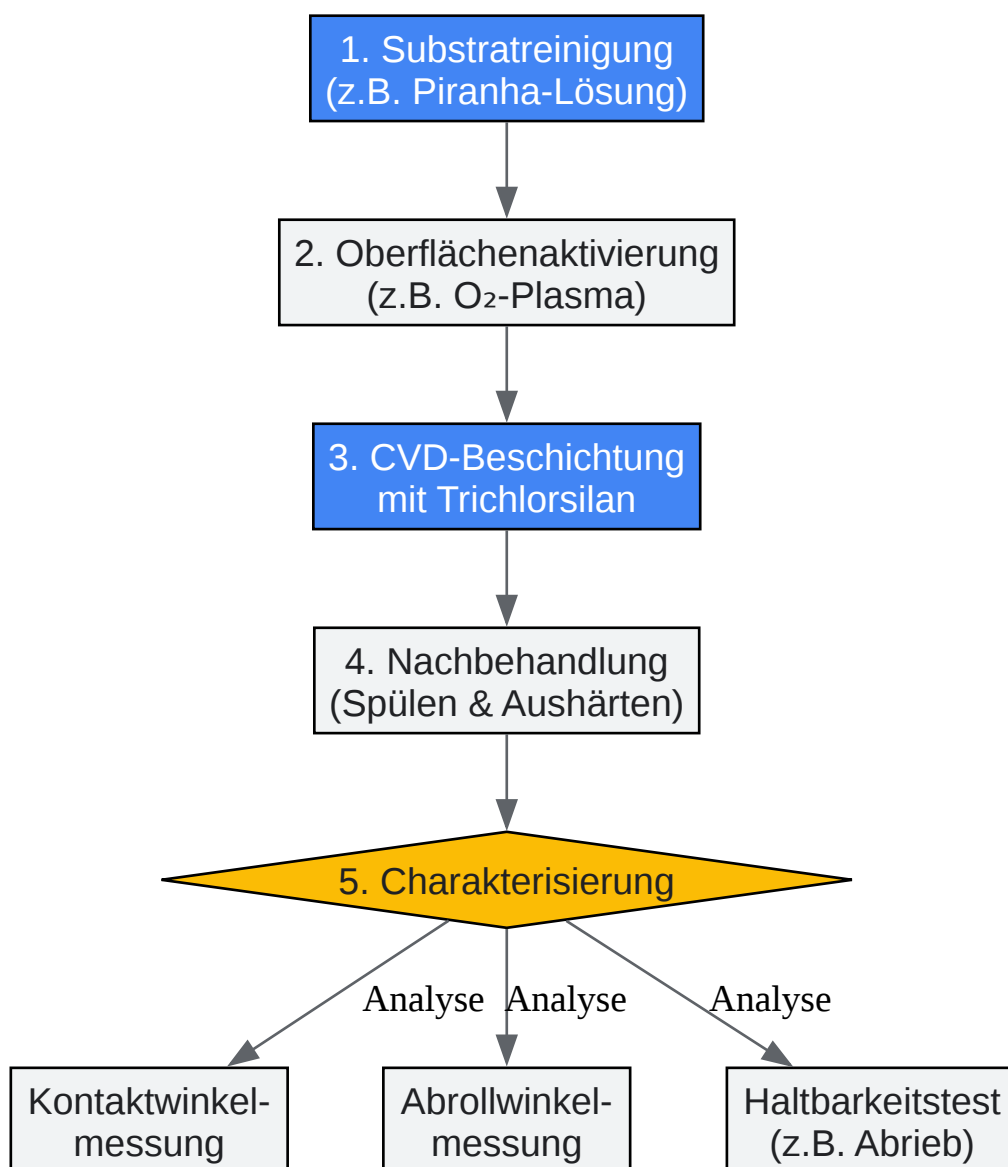 1. Substratreinigung
(z.B. Piranha-Lösung)
2. Oberflächenaktivierung
(z.B. O₂-Plasma)
3. CVD-Beschichtung
mit Trichlorsilan
4. Nachbehandlung
(Spülen & Aushärten)
5. Charakterisierung
Analyse
Analyse
Analyse
Kontaktwinkel-
messung
Abrollwinkel-
messung
Haltbarkeitstest
(z.B. Abrieb)